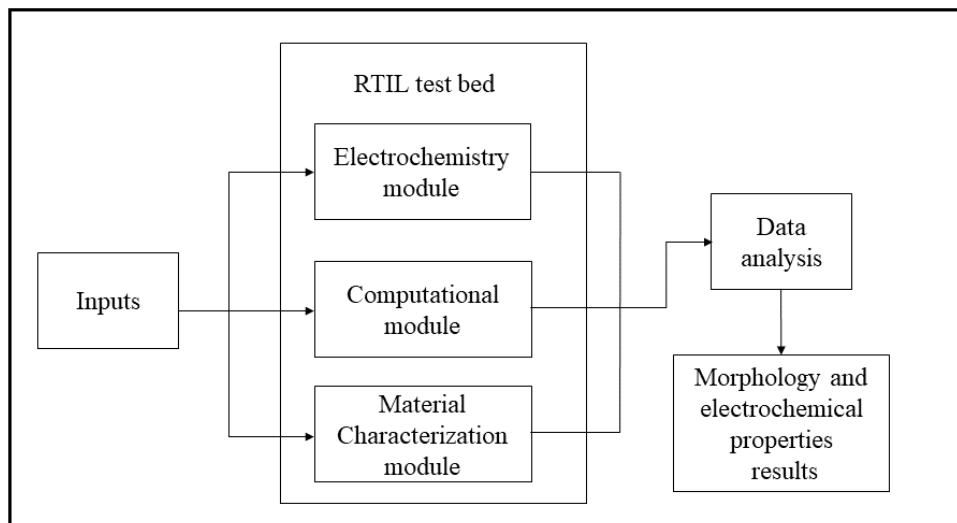 RTIL test bed
Electrochemistry
module
Inputs
Computational
module
Material
Characterization
module
Data
analysis
Morphology and
electrochemical
properties
results